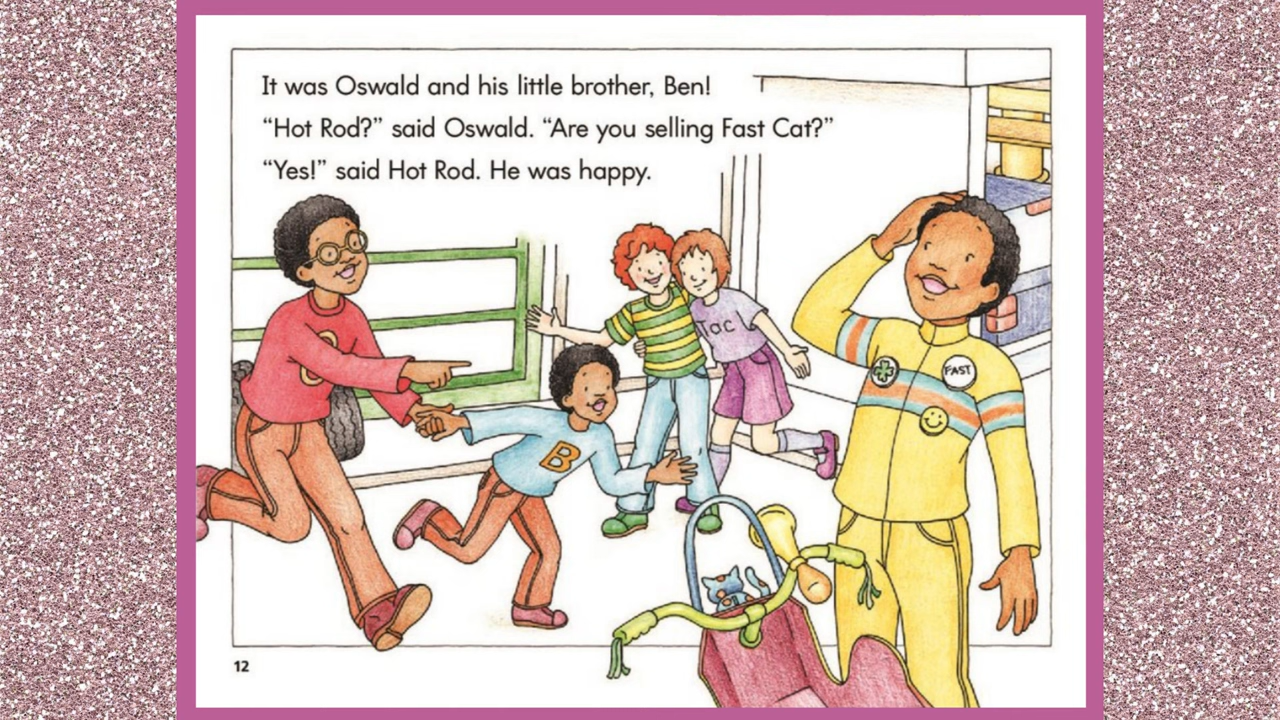 It was Oswald and his little brother, Ben!
“Hot Rod?” said Oswald. “Are you selling Fast Cat?”
“Yes!” said Hot Rod. He was happy.
Tac
FAST
B
12